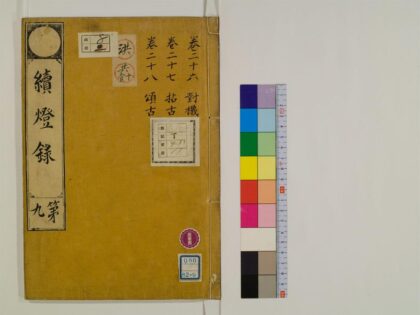 卷二十六 對機
卷二十七 拈古
卷二十八 頌古
洪
續燈錄
第九